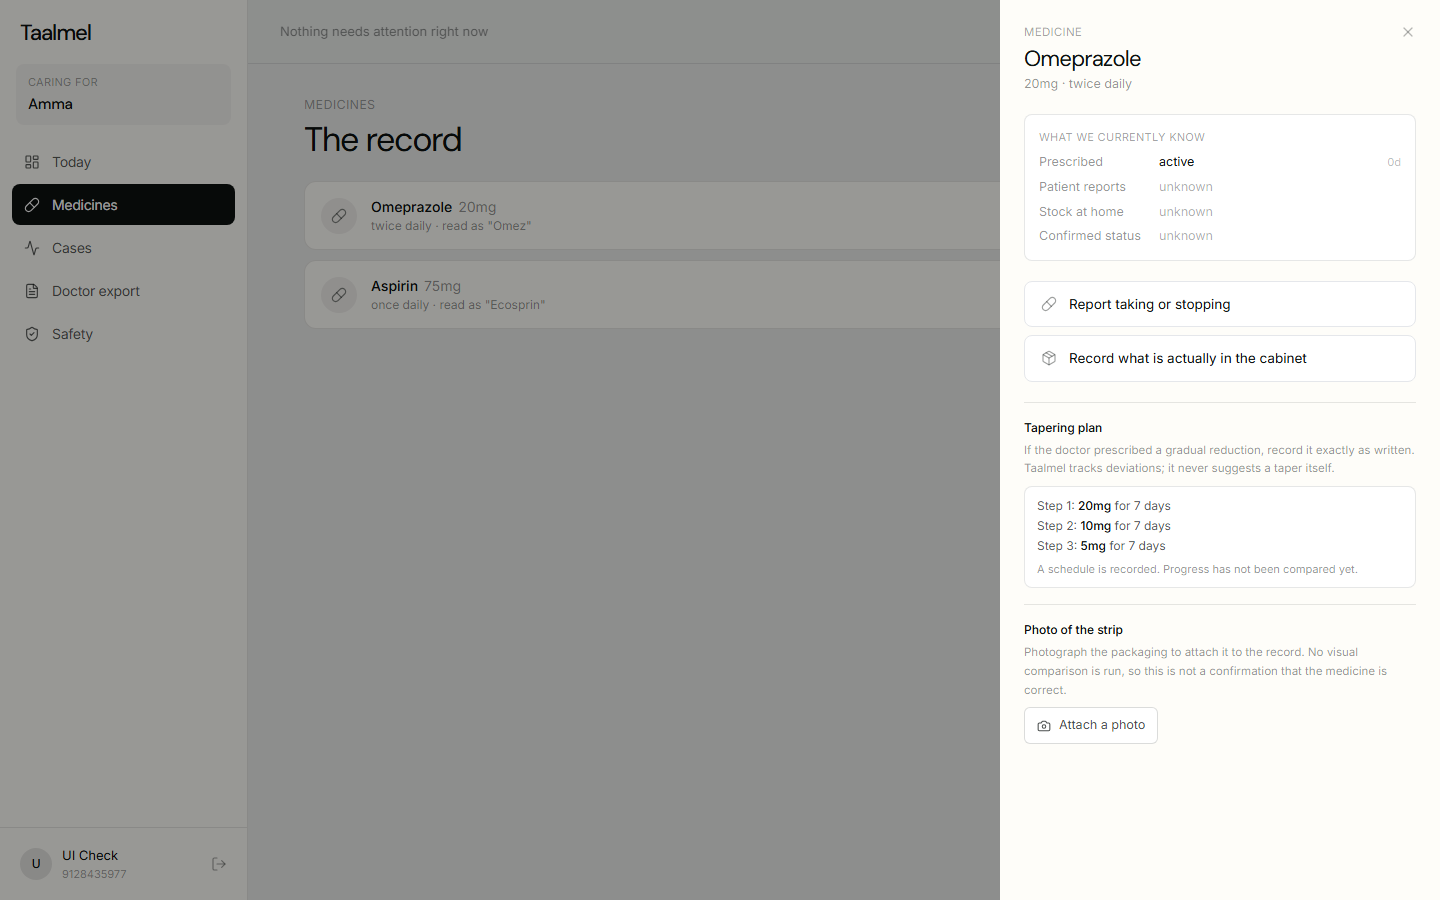 Taalmel
CARING FOR
Amma
Today
Medicines
Cases
Doctor export
Safety
UI Check
9128435977
U
Nothing needs attention right now
MEDICINES
The record
Omeprazole 20mg
twice daily · read as "Omez"
Aspirin 75mg
once daily · read as "Ecosprin"
MEDICINE
Omeprazole
20mg · twice daily
WHAT WE CURRENTLY KNOW
Prescribed active 0d
Patient reports unknown
Stock at home unknown
Confirmed status unknown
Report taking or stopping
Record what is actually in the cabinet
Tapering plan
If the doctor prescribed a gradual reduction, record it exactly as written.
Taalmel tracks deviations; it never suggests a taper itself.
Step 1: 20mg for 7 days
Step 2: 10mg for 7 days
Step 3: 5mg for 7 days
A schedule is recorded. Progress has not been compared yet.
Photo of the strip
Photograph the packaging to attach it to the record. No visual
comparison is run, so this is not a confirmation that the medicine is
correct.
Attach a photo